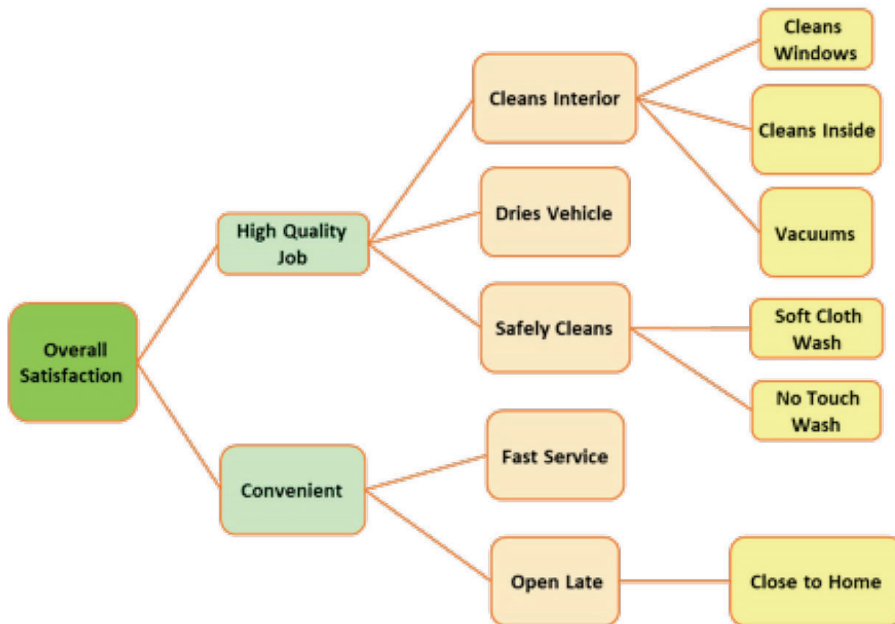 Overall
Satisfaction
High Quality
Job
Convenient
Cleans Interior
Dries Vehicle
Safely Cleans
Fast Service
Open Late
Cleans
Windows
Cleans Inside
Vacuums
Soft Cloth
Wash
No Touch
Wash
Close to Home